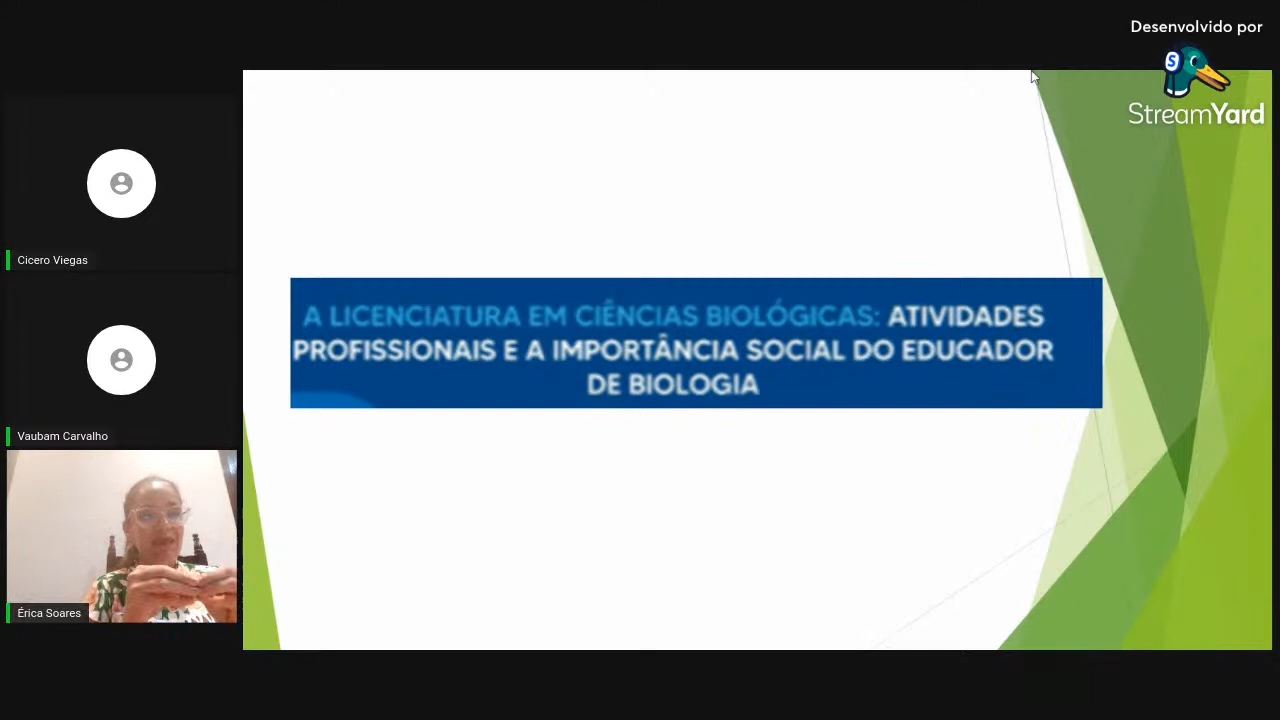 Desenvolvido por
S
StreamYard
Cicero Viegas
Vaubam Carvalho
Érica Soares
A LICENCIATURA EM CIÊNCIAS BIOLÓGICAS: ATIVIDADES
PROFISSIONAIS E A IMPORTÂNCIA SOCIAL DO EDUCADOR
DE BIOLOGIA